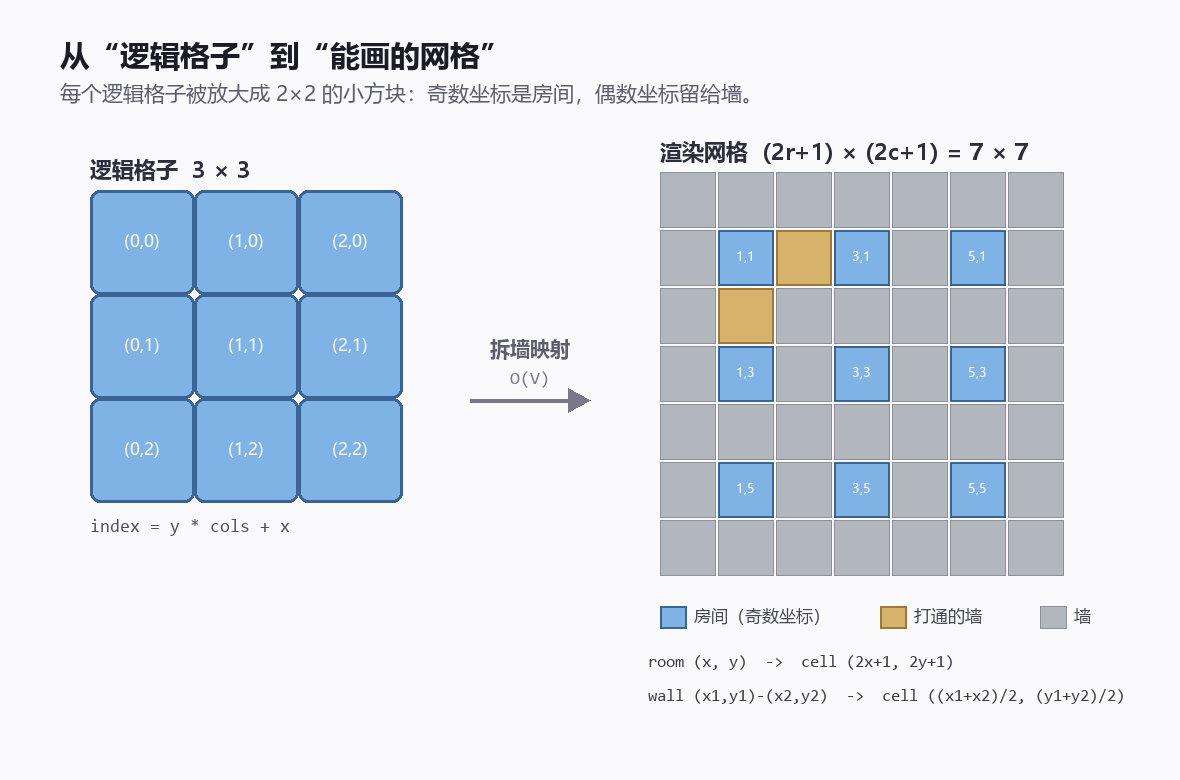 从“逻辑格子”到“能画的网格”
每个逻辑格子被放大成 2×2 的小方块：奇数坐标是房间，偶数坐标留给墙。
逻辑格子 3 × 3
(0,0) (1,0) (2,0)
(0,1) (1,1) (2,1)
(0,2) (1,2) (2,2)
index = y * cols + x
拆墙映射
O(V)
渲染网格 (2r+1) × (2c+1) = 7 × 7
1,1 3,1 5,1
1,3 3,3 5,3
1,5 3,5 5,5
房间（奇数坐标） 打通的墙 墙
room (x, y) -> cell (2x+1, 2y+1)
wall (x1,y1)-(x2,y2) -> cell ((x1+x2)/2, (y1+y2)/2)